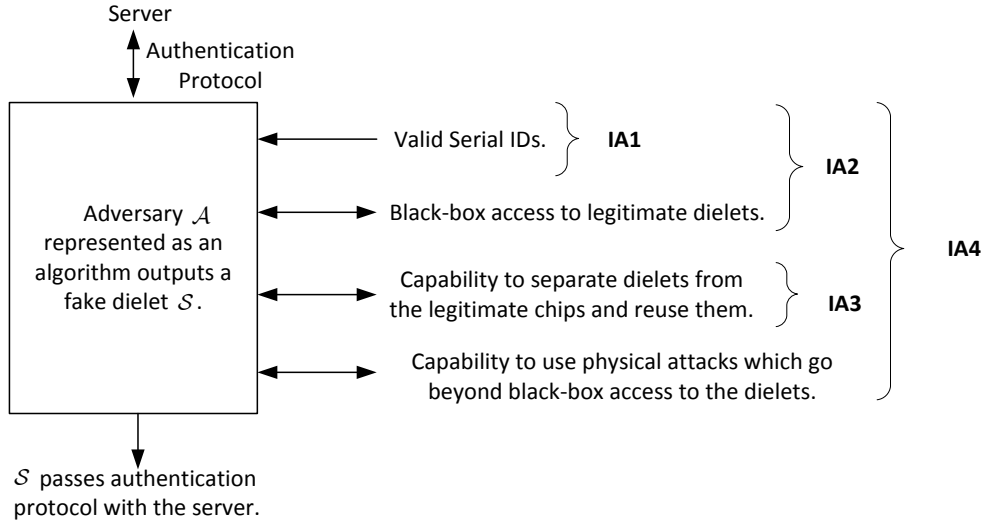 Server
Authentication
Protocol
Valid Serial IDs.
IA1
IA2
Black-box access to legitimate dielets.
IA4
Adversary 𝒜
represented as an
algorithm outputs a
fake dielet 𝒮.
Capability to separate dielets from
the legitimate chips and reuse them.
IA3
Capability to use physical attacks which go
beyond black-box access to the dielets.
𝒮 passes authentication
protocol with the server.